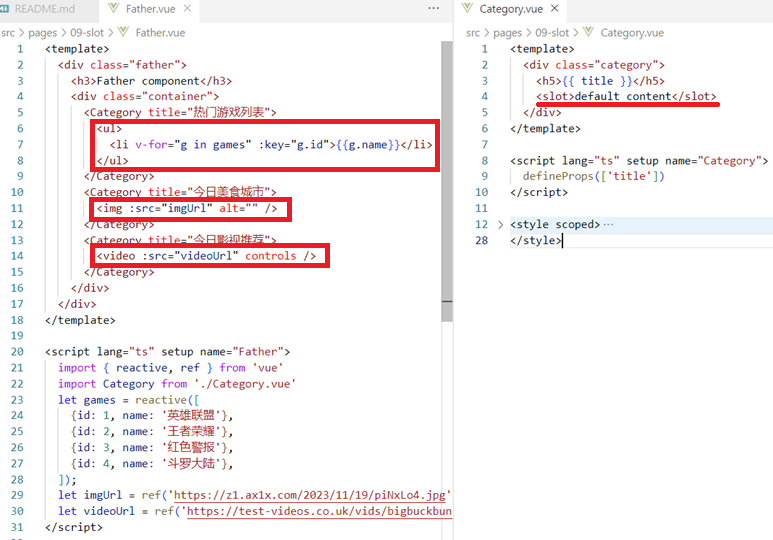 README.md
Father.vue
src > pages > 09-slot > Father.vue
1 <template>
2 <div class="father">
3 <h3>Father component</h3>
4 <div class="container">
5 <Category title="热门游戏列表">
6 <ul>
7 <li v-for="g in games" :key="g.id">{{g.name}}</li>
8 </ul>
9 </Category>
10 <Category title="今日美食城市">
11 <img :src="imgUrl" alt="" />
12 </Category>
13 <Category title="今日影视推荐">
14 <video :src="videoUrl" controls />
15 </Category>
16 </div>
17 </div>
18 </template>
19
20 <script lang="ts" setup name="Father">
21 import { reactive, ref } from 'vue'
22 import Category from './Category.vue'
23 let games = reactive([
24 {id: 1, name: '英雄联盟'},
25 {id: 2, name: '王者荣耀'},
26 {id: 3, name: '红色警报'},
27 {id: 4, name: '斗罗大陆'},
28 ]);
29 let imgUrl = ref('https://z1.ax1x.com/2023/11/19/piNxLo4.jpg'
30 let videoUrl = ref('https://test-videos.co.uk/vids/bigbuckbun
31 </script>
Category.vue
src > pages > 09-slot > Category.vue
1 <template>
2 <div class="category">
3 <h5>{{ title }}</h5>
4 <slot>default content</slot>
5 </div>
6 </template>
7
8 <script lang="ts" setup name="Category">
9 defineProps(['title'])
10 </script>
11
12 <style scoped>…
28 </style>